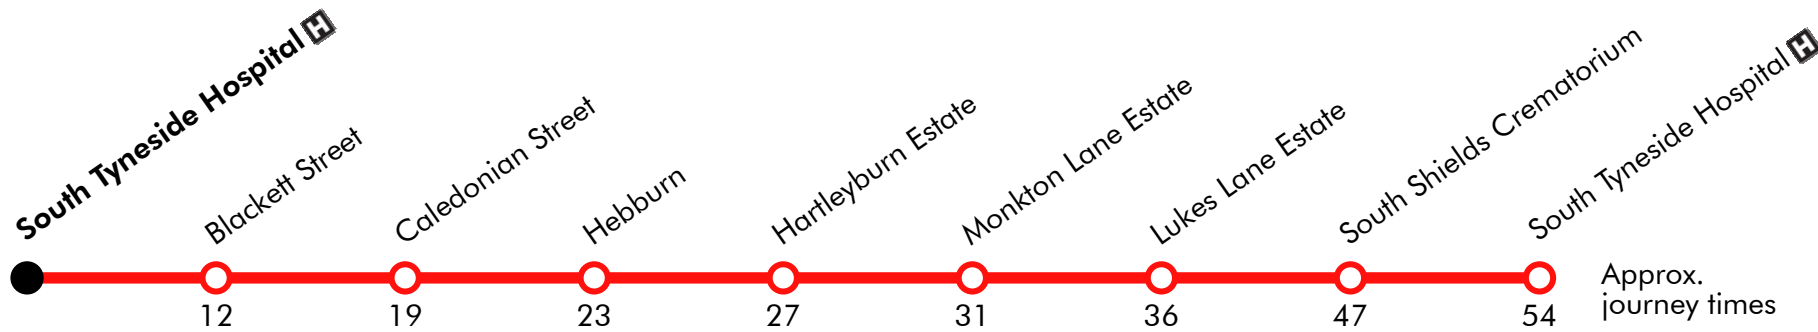 South Tyneside Hospital H
Blackett Street
Caledonian Street
Hebburn
Hartleyburn Estate
Monkton Lane Estate
Lukes Lane Estate
South Shields Crematorium
South Tyneside Hospital H
12
19
23
27
31
36
47
54
Approx.
journey times